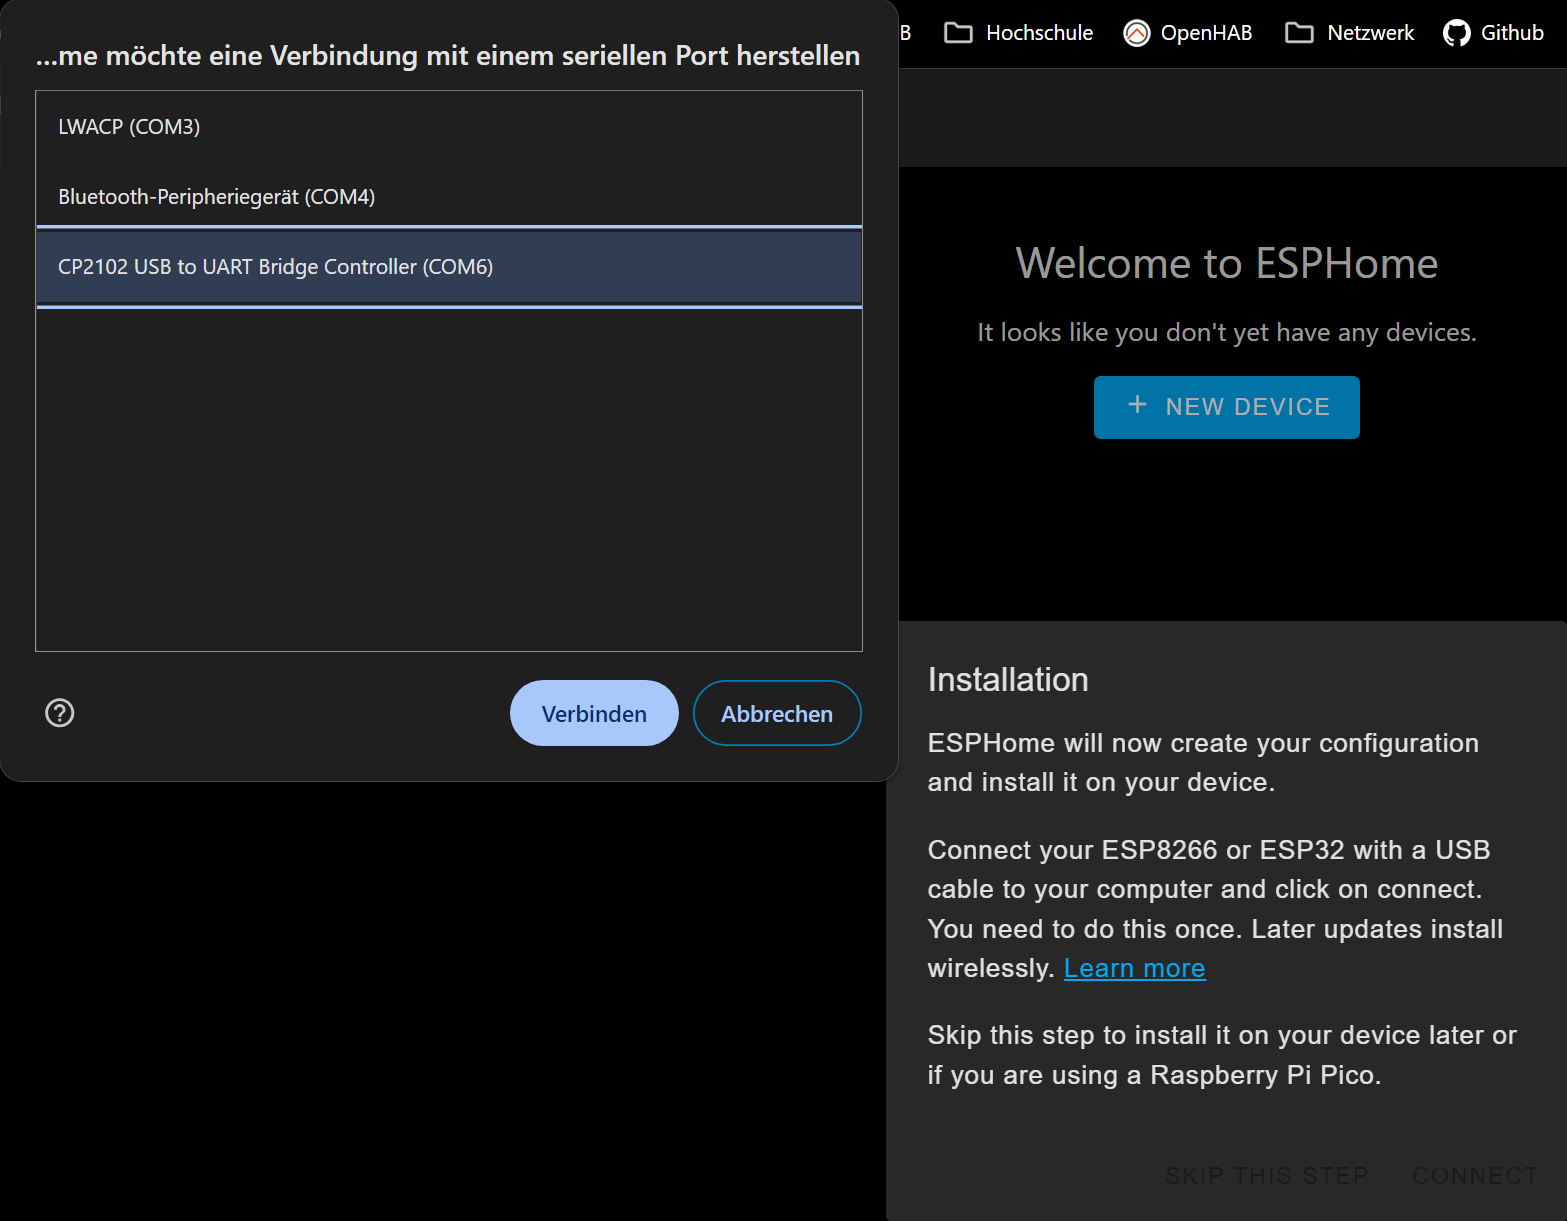 ...me möchte eine Verbindung mit einem seriellen Port herstellen
LWACP (COM3)
Bluetooth-Peripheriegerät (COM4)
CP2102 USB to UART Bridge Controller (COM6)
Verbinden
Abbrechen
B
Hochschule
OpenHAB
Netzwerk
Github
Welcome to ESPHome
It looks like you don't yet have any devices.
+ NEW DEVICE
Installation
ESPHome will now create your configuration
and install it on your device.
Connect your ESP8266 or ESP32 with a USB
cable to your computer and click on connect.
You need to do this once. Later updates install
wirelessly. Learn more
Skip this step to install it on your device later or
if you are using a Raspberry Pi Pico.
SKIP THIS STEP
CONNECT